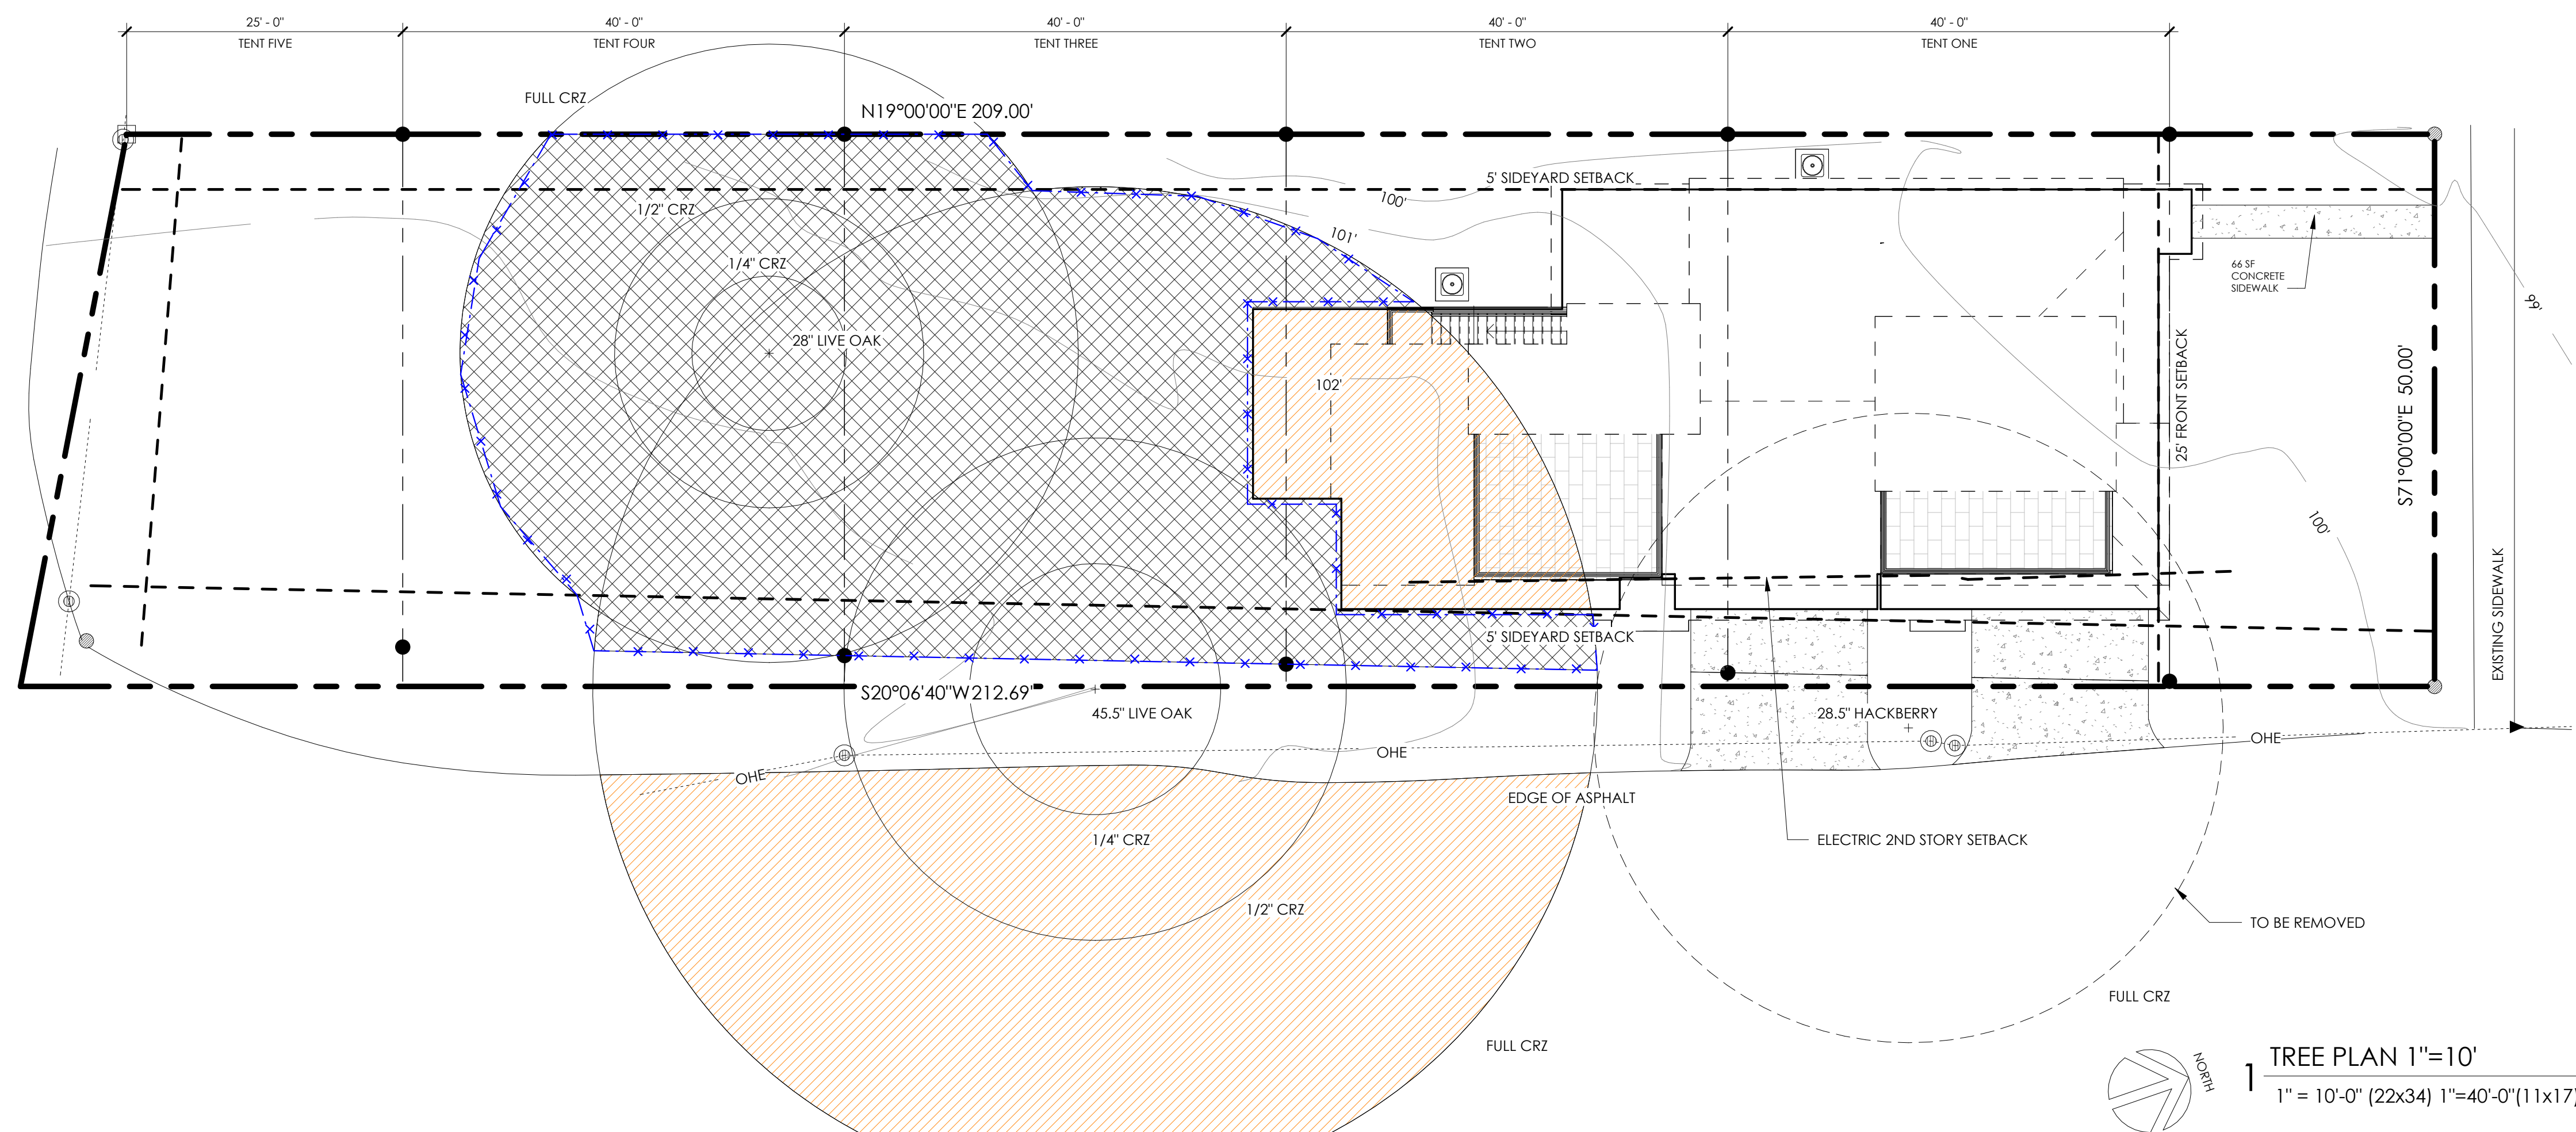 25' - 0"
40' - 0"
40' - 0"
40' - 0"
40' - 0"
TENT FIVE
TENT FOUR
TENT THREE
TENT TWO
TENT ONE
FULL CRZ
N19°00'00"E 209.00'
5' SIDEYARD SETBACK
100'
1/2" CRZ
101'
1/4" CRZ
66 SF
CONCRETE
SIDEWALK
99'
28" LIVE OAK
102'
25' FRONT SETBACK
S71°00'00"E 50.00'
100'
EXISTING SIDEWALK
5' SIDEYARD SETBACK
S20°06'40"W212.69'
45.5" LIVE OAK
28.5" HACKBERRY
OHE
OHE
OHE
EDGE OF ASPHALT
1/4" CRZ
ELECTRIC 2ND STORY SETBACK
1/2" CRZ
TO BE REMOVED
FULL CRZ
FULL CRZ
NORTH
1
TREE PLAN 1"=10'
1" = 10'-0" (22x34) 1"=40'-0"(11x17)